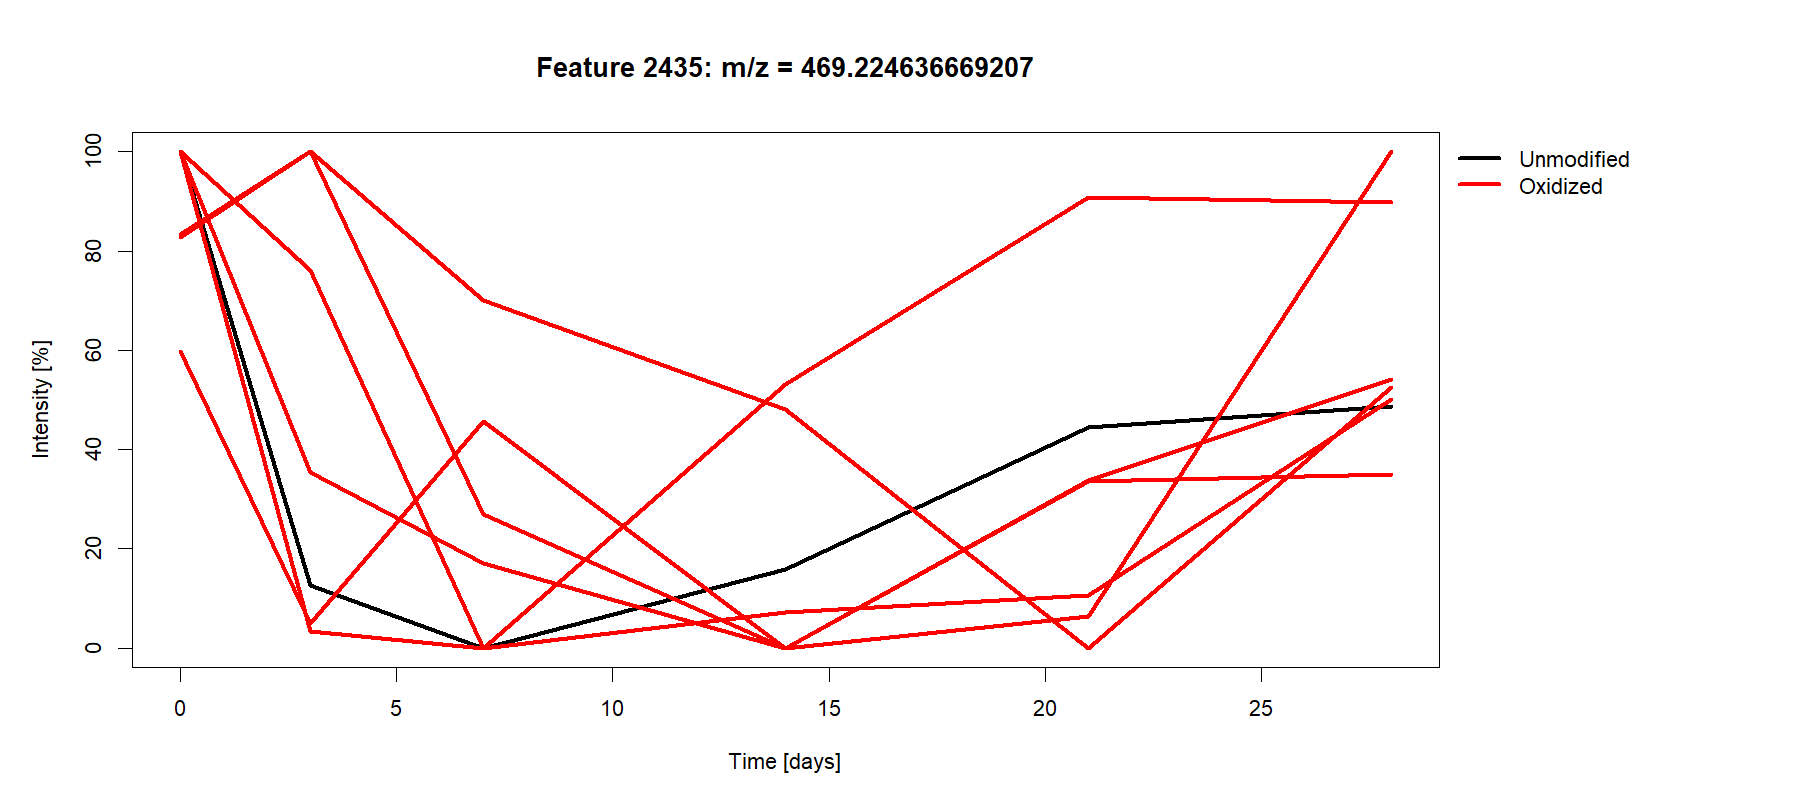 Feature 2435: m/z = 469.224636669207
Unmodified
Oxidized
Intensity [%]
100
80
60
40
20
0
0 5 10 15 20 25
Time [days]